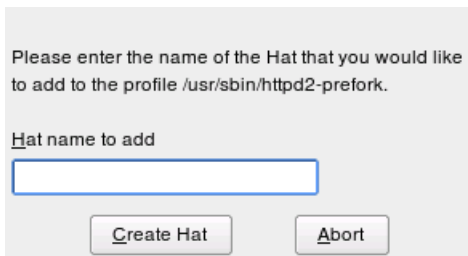 Please enter the name of the Hat that you would like
to add to the profile /usr/sbin/httpd2-prefork.
Hat name to add
Create Hat Abort